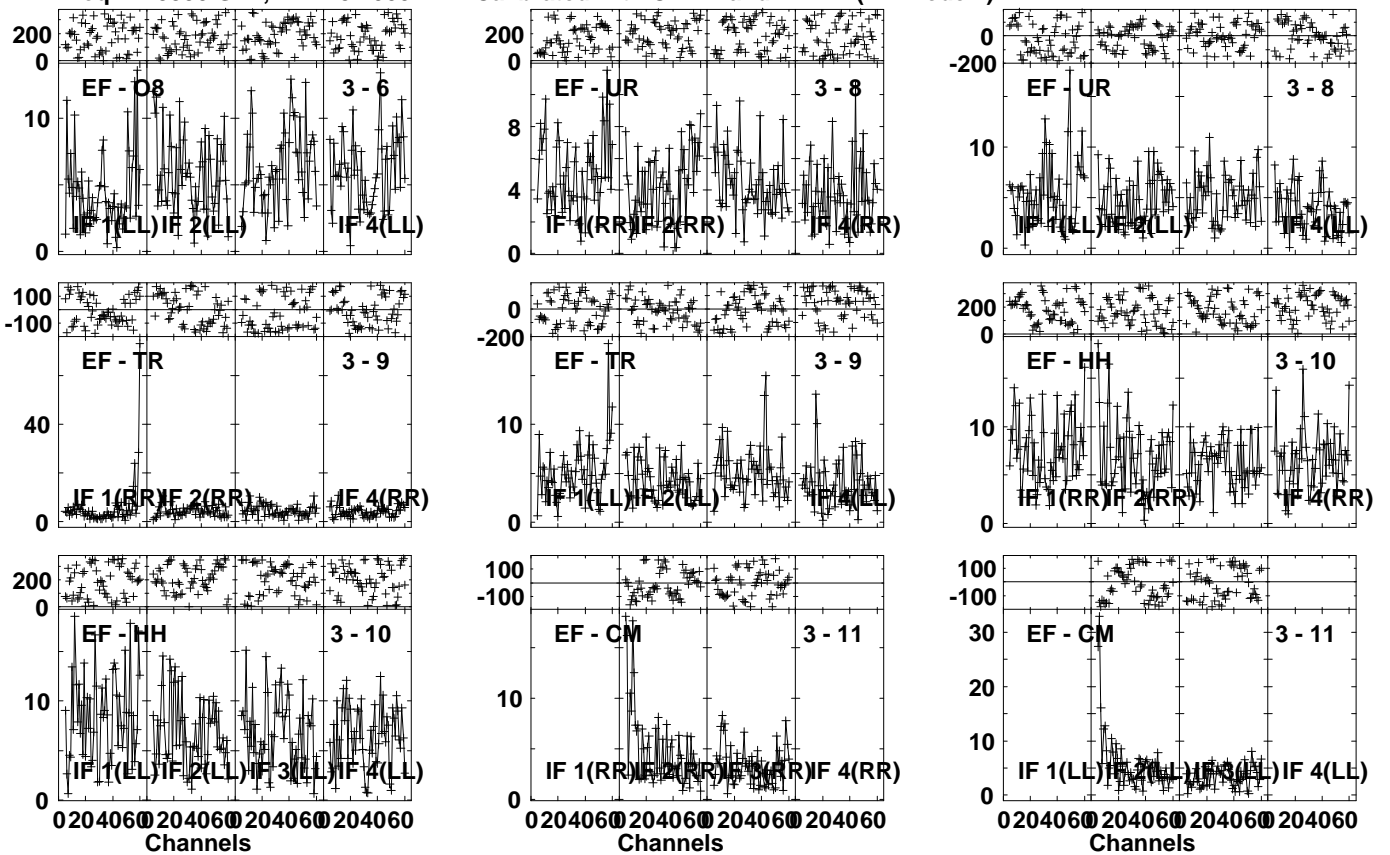 200
0
200
0
0
-200
EF - O8 3 - 6
EF - UR 3 - 8
EF - UR 3 - 8
10
0
8
4
0
10
0
IF 1(LL) IF 2(LL) IF 4(LL)
IF 1(RR) IF 2(RR) IF 4(RR)
IF 1(LL) IF 2(LL) IF 4(LL)
100
-100
0
-200
200
0
EF - TR 3 - 9
EF - TR 3 - 9
EF - HH 3 - 10
40
0
10
0
10
0
IF 1(RR) IF 2(RR) IF 4(RR)
IF 1(LL) IF 2(LL) IF 4(LL)
IF 1(RR) IF 2(RR) IF 4(RR)
200
0
100
-100
100
-100
EF - HH 3 - 10
EF - CM 3 - 11
EF - CM 3 - 11
10
0
10
0
30
20
10
0
IF 1(LL) IF 2(LL) IF 3(LL) IF 4(LL)
IF 1(RR) IF 2(RR) IF 3(RR) IF 4(RR)
IF 1(LL) IF 2(LL) IF 3(LL) IF 4(LL)
0 20 40 60 0 20 40 60 0 20 40 60 0 20 40 60
0 20 40 60 0 20 40 60 0 20 40 60 0 20 40 60
0 20 40 60 0 20 40 60 0 20 40 60 0 20 40 60
Channels
Channels
Channels